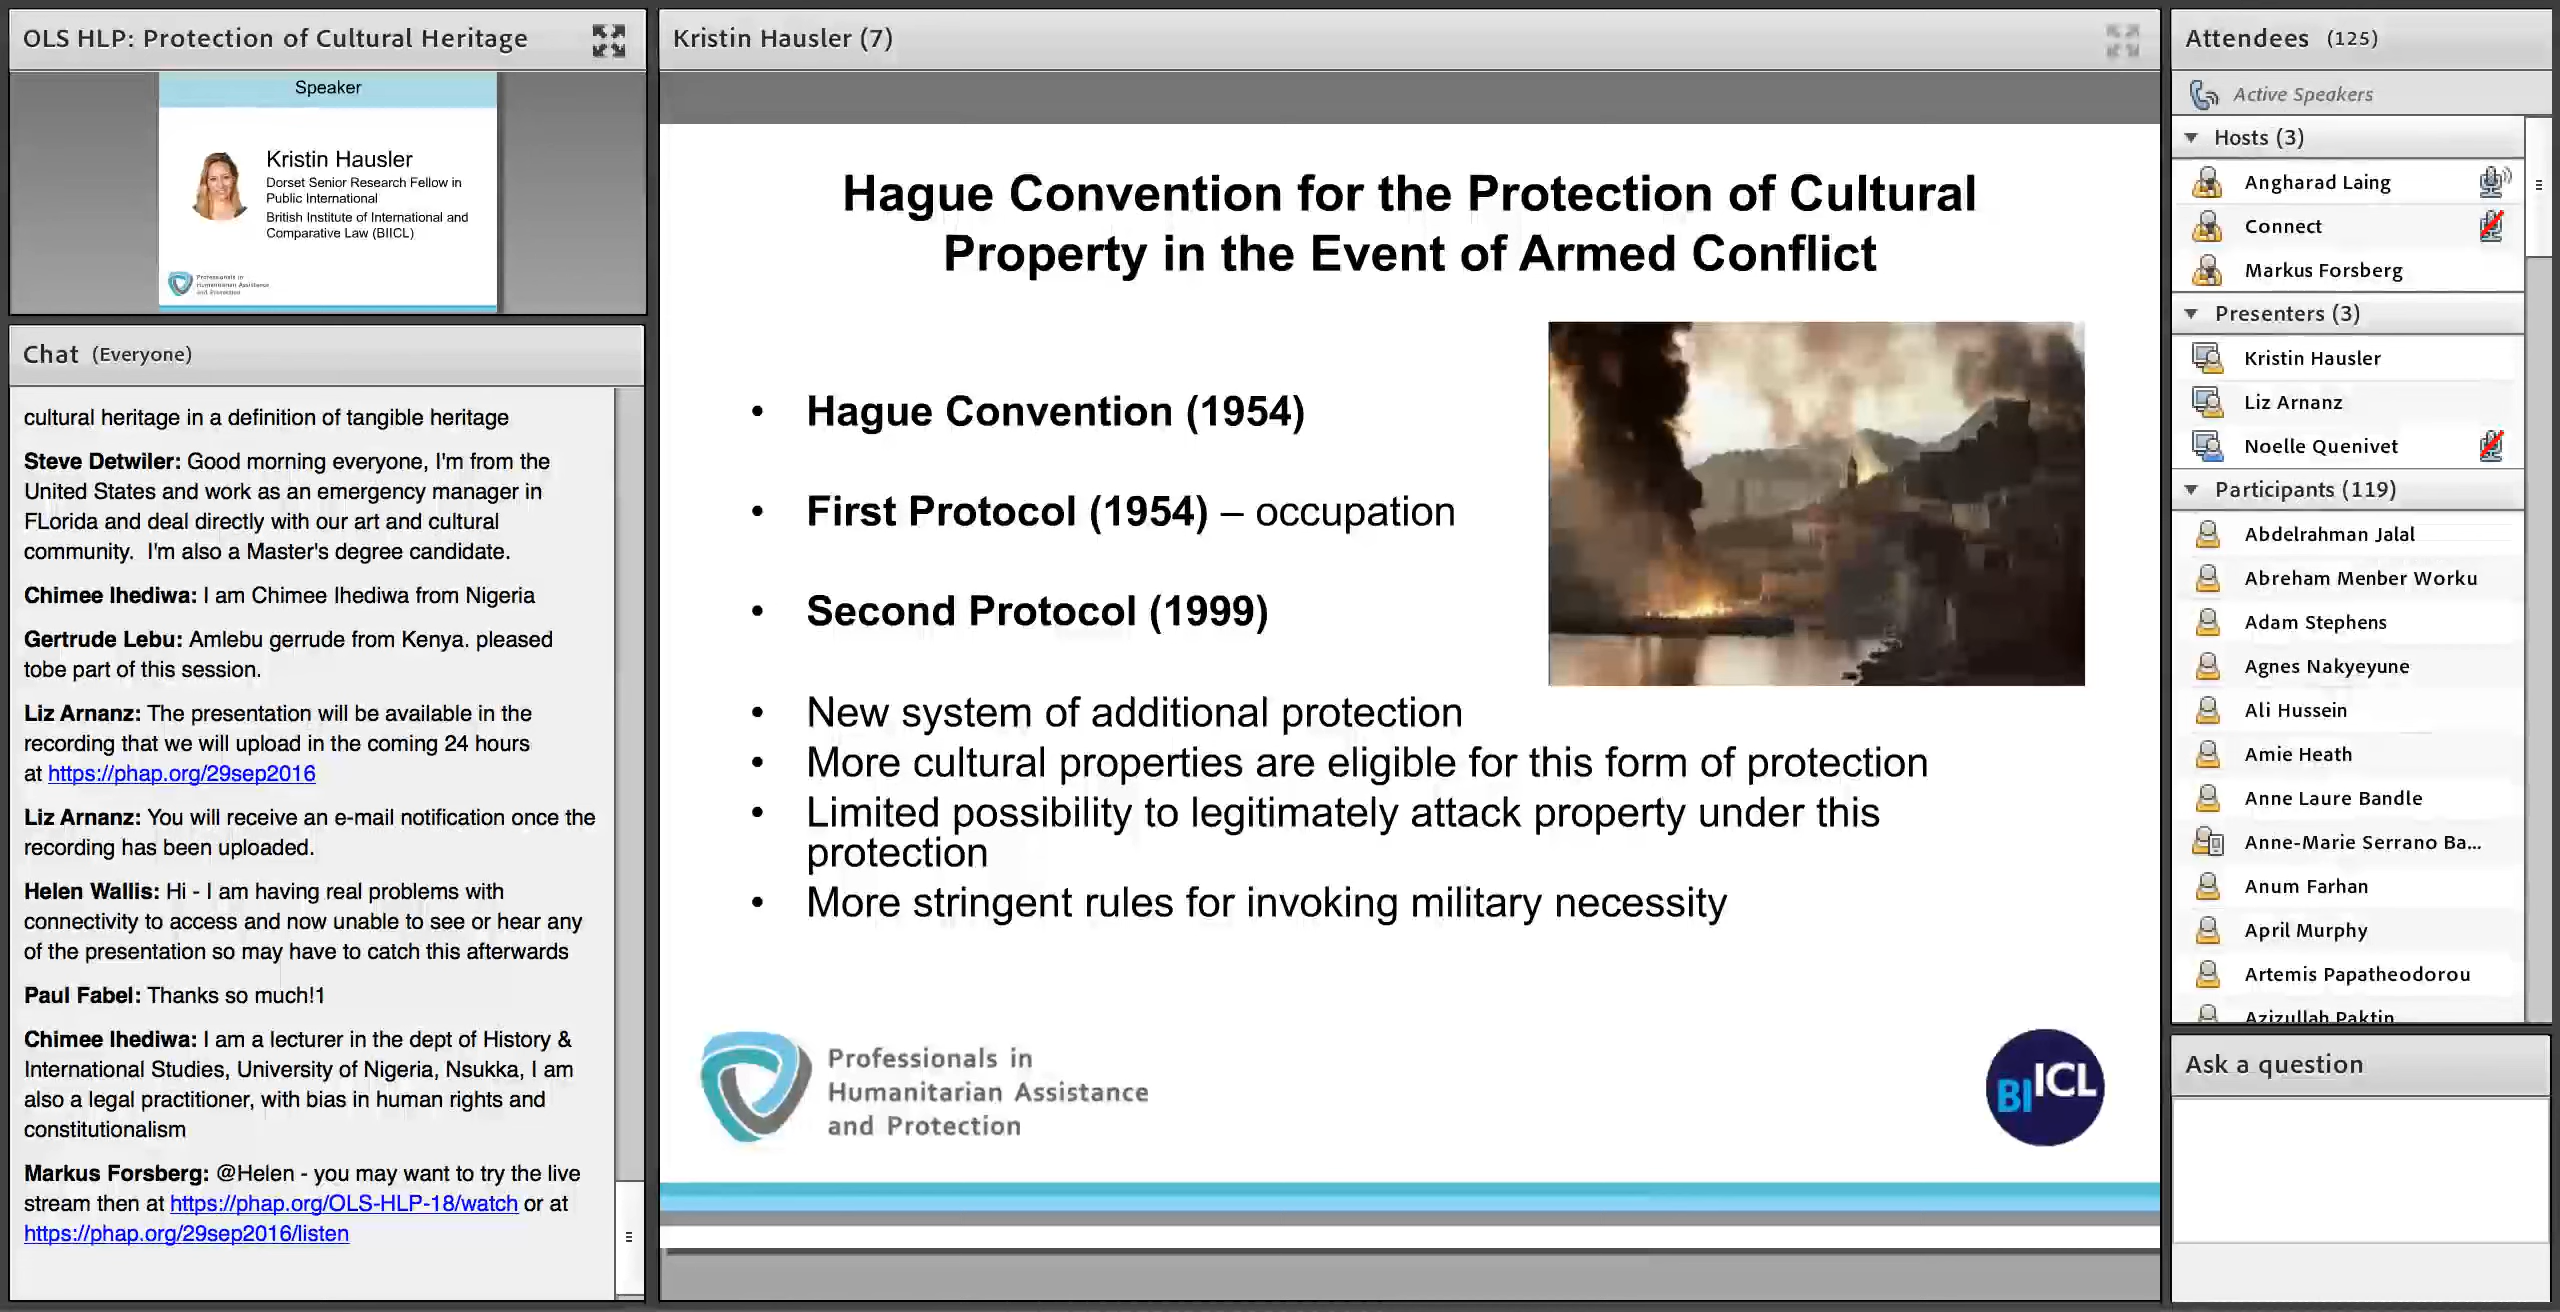 OLS HLP: Protection of Cultural Heritage
Speaker
Kristin Hausler
Dorset Senior Research Fellow in
Public International
British Institute of International and
Comparative Law (BIICL)
Professionals in
Humanitarian Assistance
and Protection
Chat (Everyone)
cultural heritage in a definition of tangible heritage
Steve Detwiler: Good morning everyone, I'm from the
United States and work as an emergency manager in
FLorida and deal directly with our art and cultural
community.  I'm also a Master's degree candidate.
Chimee Ihediwa: I am Chimee Ihediwa from Nigeria
Gertrude Lebu: Amlebu gerrude from Kenya. pleased
tobe part of this session.
Liz Arnanz: The presentation will be available in the
recording that we will upload in the coming 24 hours
at https://phap.org/29sep2016
Liz Arnanz: You will receive an e-mail notification once the
recording has been uploaded.
Helen Wallis: Hi - I am having real problems with
connectivity to access and now unable to see or hear any
of the presentation so may have to catch this afterwards
Paul Fabel: Thanks so much!1
Chimee Ihediwa: I am a lecturer in the dept of History &
International Studies, University of Nigeria, Nsukka, I am
also a legal practitioner, with bias in human rights and
constitutionalism
Markus Forsberg: @Helen - you may want to try the live
stream then at https://phap.org/OLS-HLP-18/watch or at
https://phap.org/29sep2016/listen
Kristin Hausler (7)
Hague Convention for the Protection of Cultural
Property in the Event of Armed Conflict
• Hague Convention (1954)
• First Protocol (1954) – occupation
• Second Protocol (1999)
• New system of additional protection
• More cultural properties are eligible for this form of protection
• Limited possibility to legitimately attack property under this
protection
• More stringent rules for invoking military necessity
Professionals in
Humanitarian Assistance
and Protection
BIICL
Attendees (125)
Active Speakers
Hosts (3)
Angharad Laing
Connect
Markus Forsberg
Presenters (3)
Kristin Hausler
Liz Arnanz
Noelle Quenivet
Participants (119)
Abdelrahman Jalal
Abreham Menber Worku
Adam Stephens
Agnes Nakyeyune
Ali Hussein
Amie Heath
Anne Laure Bandle
Anne-Marie Serrano Ba...
Anum Farhan
April Murphy
Artemis Papatheodorou
Azizullah Paktin
Ask a question